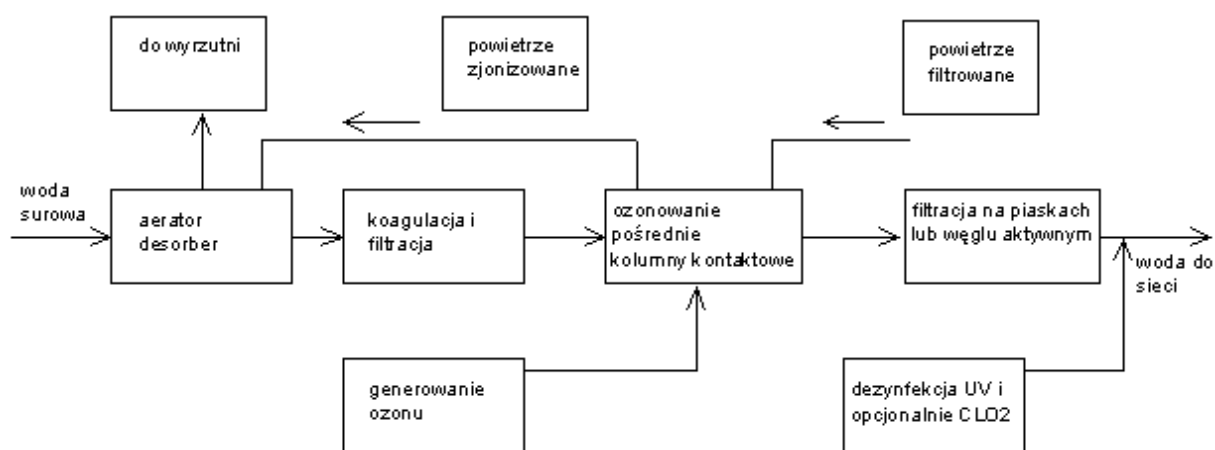 do wyrzutni
powietrze
zjonizowane
powietrze
filtrowane
woda
surowa
aerator
desorber
koagulacja i
filtracja
ozonowanie
pośrednie
kolumny kontaktowe
filtracja na piaskach
lub węglu aktywnym
woda do
sieci
generowanie
ozonu
dezynfekcja UV i
opcjonalnie CLO2